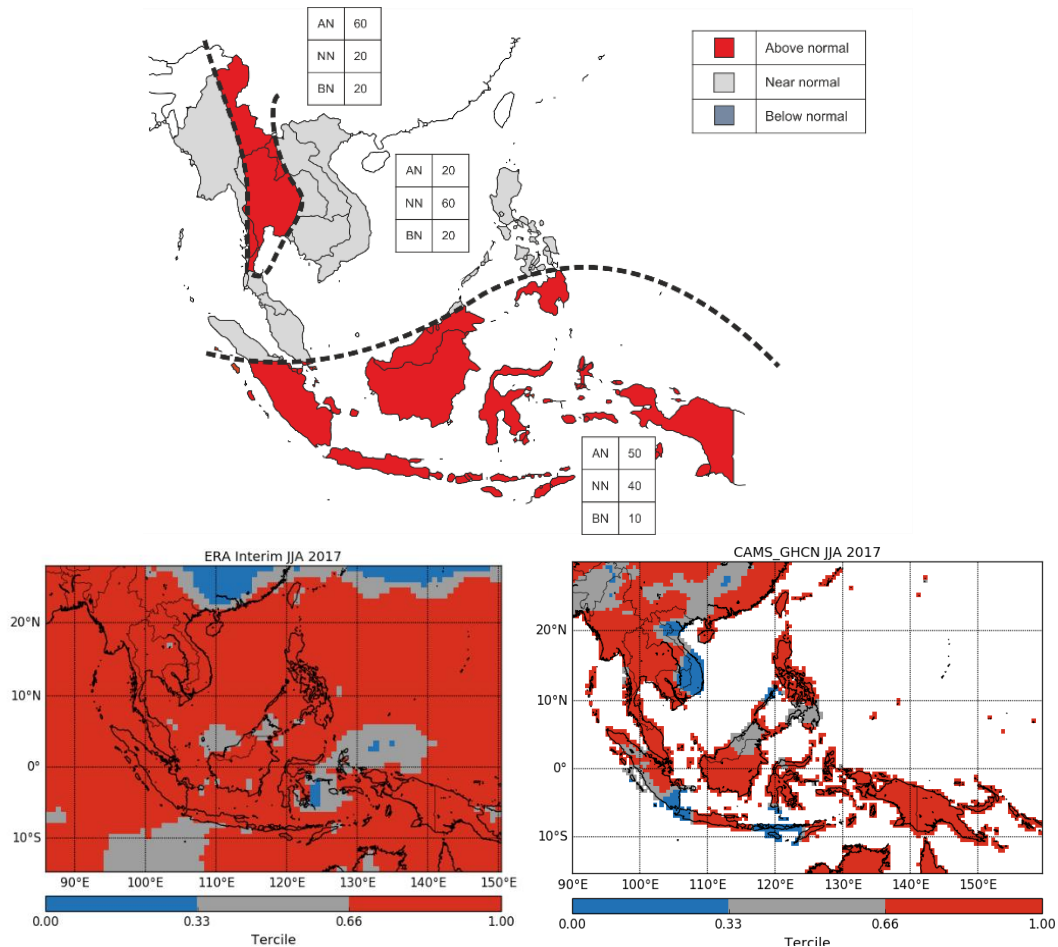 AN 60
NN 20
BN 20
Above normal
Near normal
Below normal
AN 20
NN 60
BN 20
AN 50
NN 40
BN 10
ERA Interim JJA 2017
20°N
10°N
0°
10°S
90°E 100°E 110°E 120°E 130°E 140°E 150°E
0.00 0.33 0.66 1.00
Tercile
CAMS_GHCN JJA 2017
20°N
10°N
0°
10°S
90°E 100°E 110°E 120°E 130°E 140°E 150°E
0.00 0.33 0.66 1.00
Tercile